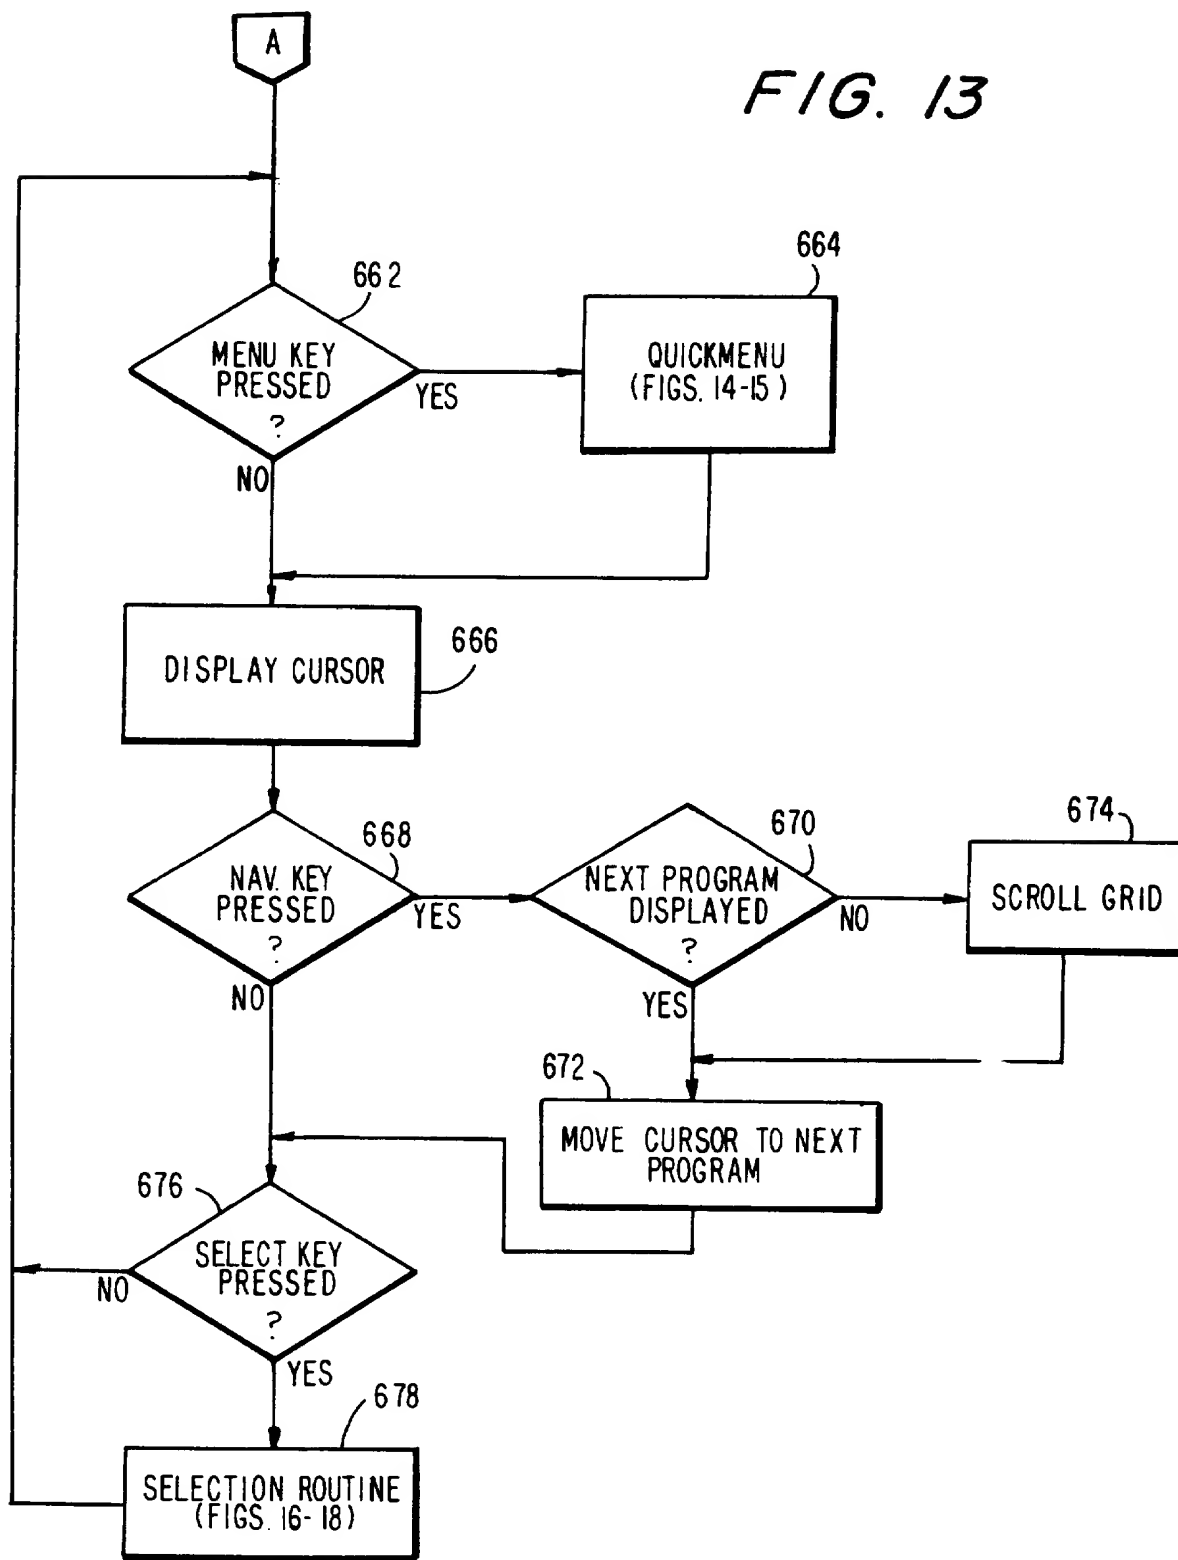 A
FIG. 13
662
664
MENU KEY
PRESSED
?
YES
NO
QUICKMENU
(FIGS. 14-15)
DISPLAY CURSOR
666
668
NAV. KEY
PRESSED
?
YES
NO
670
NEXT PROGRAM
DISPLAYED
?
NO
YES
674
SCROLL GRID
672
MOVE CURSOR TO NEXT
PROGRAM
676
SELECT KEY
PRESSED
?
NO
YES
678
SELECTION ROUTINE
(FIGS. 16-18)